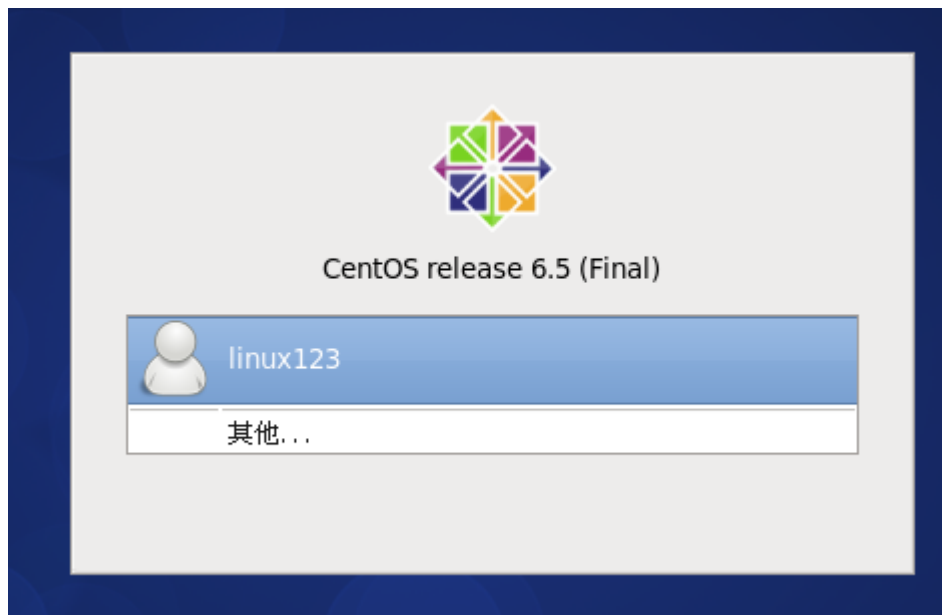 CentOS release 6.5 (Final)
linux123
其他...